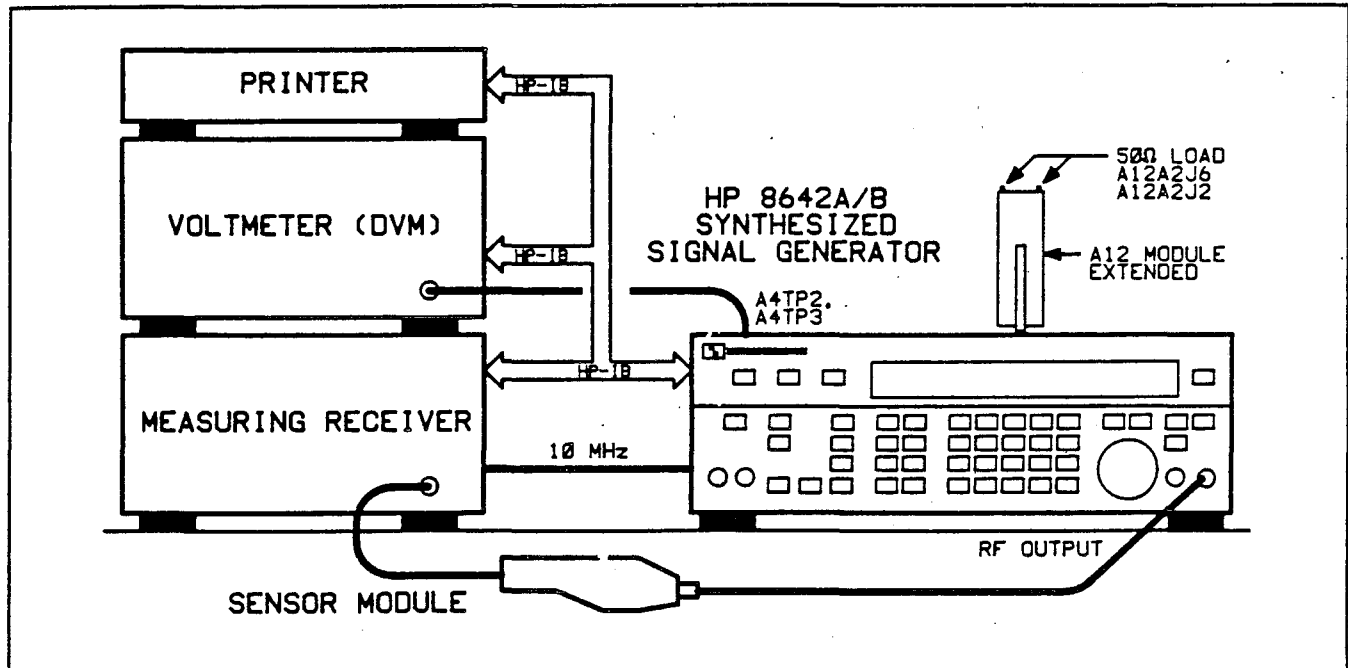 PRINTER
HP-IB
VOLTMETER (DVM)
HP-IB
HP 8642A/B
SYNTHESIZED
SIGNAL GENERATOR
50Ω LOAD
A12A2J6
A12A2J2
A12 MODULE
EXTENDED
A4TP2,
A4TP3
HP-IB
MEASURING RECEIVER
10 MHz
RF OUTPUT
SENSOR MODULE